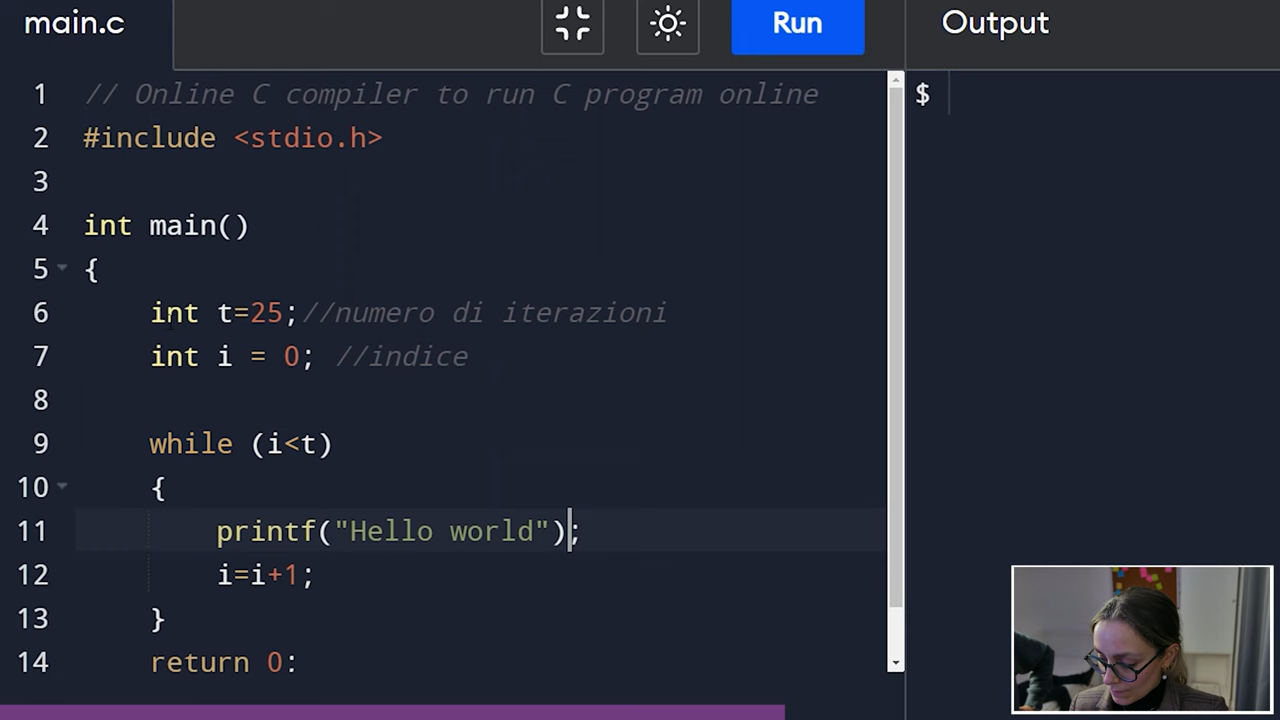 main.c
Run
Output
1 // Online C compiler to run C program online
$
2 #include <stdio.h>
3
4 int main()
5 {
6 int t=25;//numero di iterazioni
7 int i = 0; //indice
8
9 while (i<t)
10 {
11 printf("Hello world");
12 i=i+1;
13 }
14 return 0: